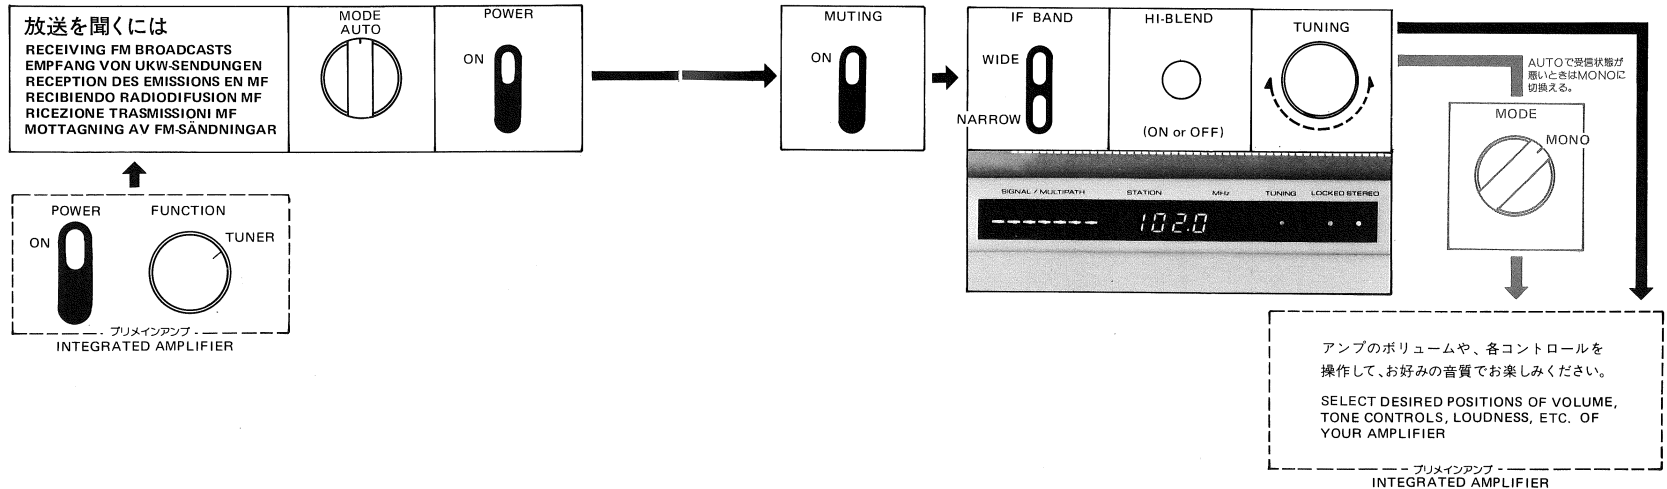 放送を聞くには
RECEIVING FM BROADCASTS
EMPFANG VON UKW-SENDUNGEN
RECEPTION DES EMISSIONS EN MF
RECIBIENDO RADIODIFUSION MF
RICEZIONE TRASMISSIONI MF
MOTTAGNING AV FM-SÄNDNINGAR
MODE
AUTO
POWER
ON
POWER
FUNCTION
ON
TUNER
プリメインアンプ
INTEGRATED AMPLIFIER
MUTING
ON
IF BAND
WIDE
NARROW
HI-BLEND
(ON or OFF)
TUNING
SIGNAL / MULTIPATH
STATION
MHz
TUNING
LOCKED STEREO
102.0
AUTOで受信状態が
悪いときはMONOに
切換える。
MODE
MONO
アンプのボリュームや、各コントロールを
操作して、お好みの音質でお楽しみください。
SELECT DESIRED POSITIONS OF VOLUME,
TONE CONTROLS, LOUDNESS, ETC. OF
YOUR AMPLIFIER
プリメインアンプ
INTEGRATED AMPLIFIER